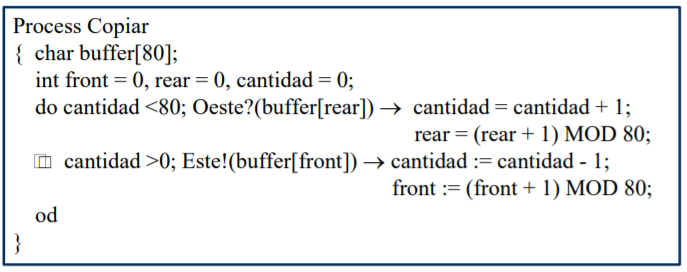 Process Copiar
{ char buffer[80];
int front = 0, rear = 0, cantidad = 0;
do cantidad <80; Oeste?(buffer[rear]) → cantidad = cantidad + 1;
rear = (rear + 1) MOD 80;
◫ cantidad >0; Este!(buffer[front]) → cantidad := cantidad - 1;
front := (front + 1) MOD 80;
od
}